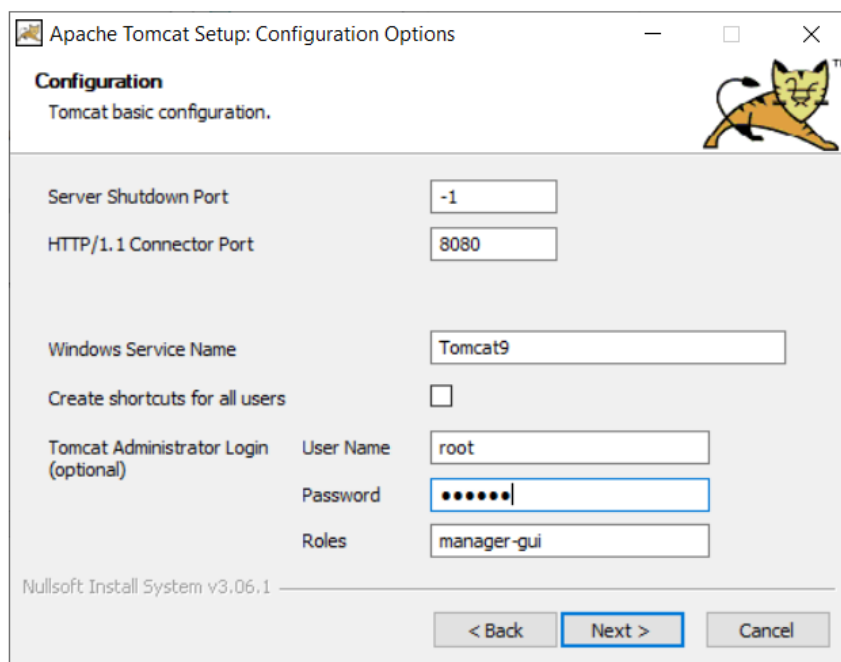 Apache Tomcat Setup: Configuration Options
Configuration
Tomcat basic configuration.
TM
Server Shutdown Port -1
HTTP/1.1 Connector Port 8080
Windows Service Name Tomcat9
Create shortcuts for all users
Tomcat Administrator Login User Name root
(optional)
Password ••••••
Roles manager-gui
Nullsoft Install System v3.06.1
< Back Next > Cancel